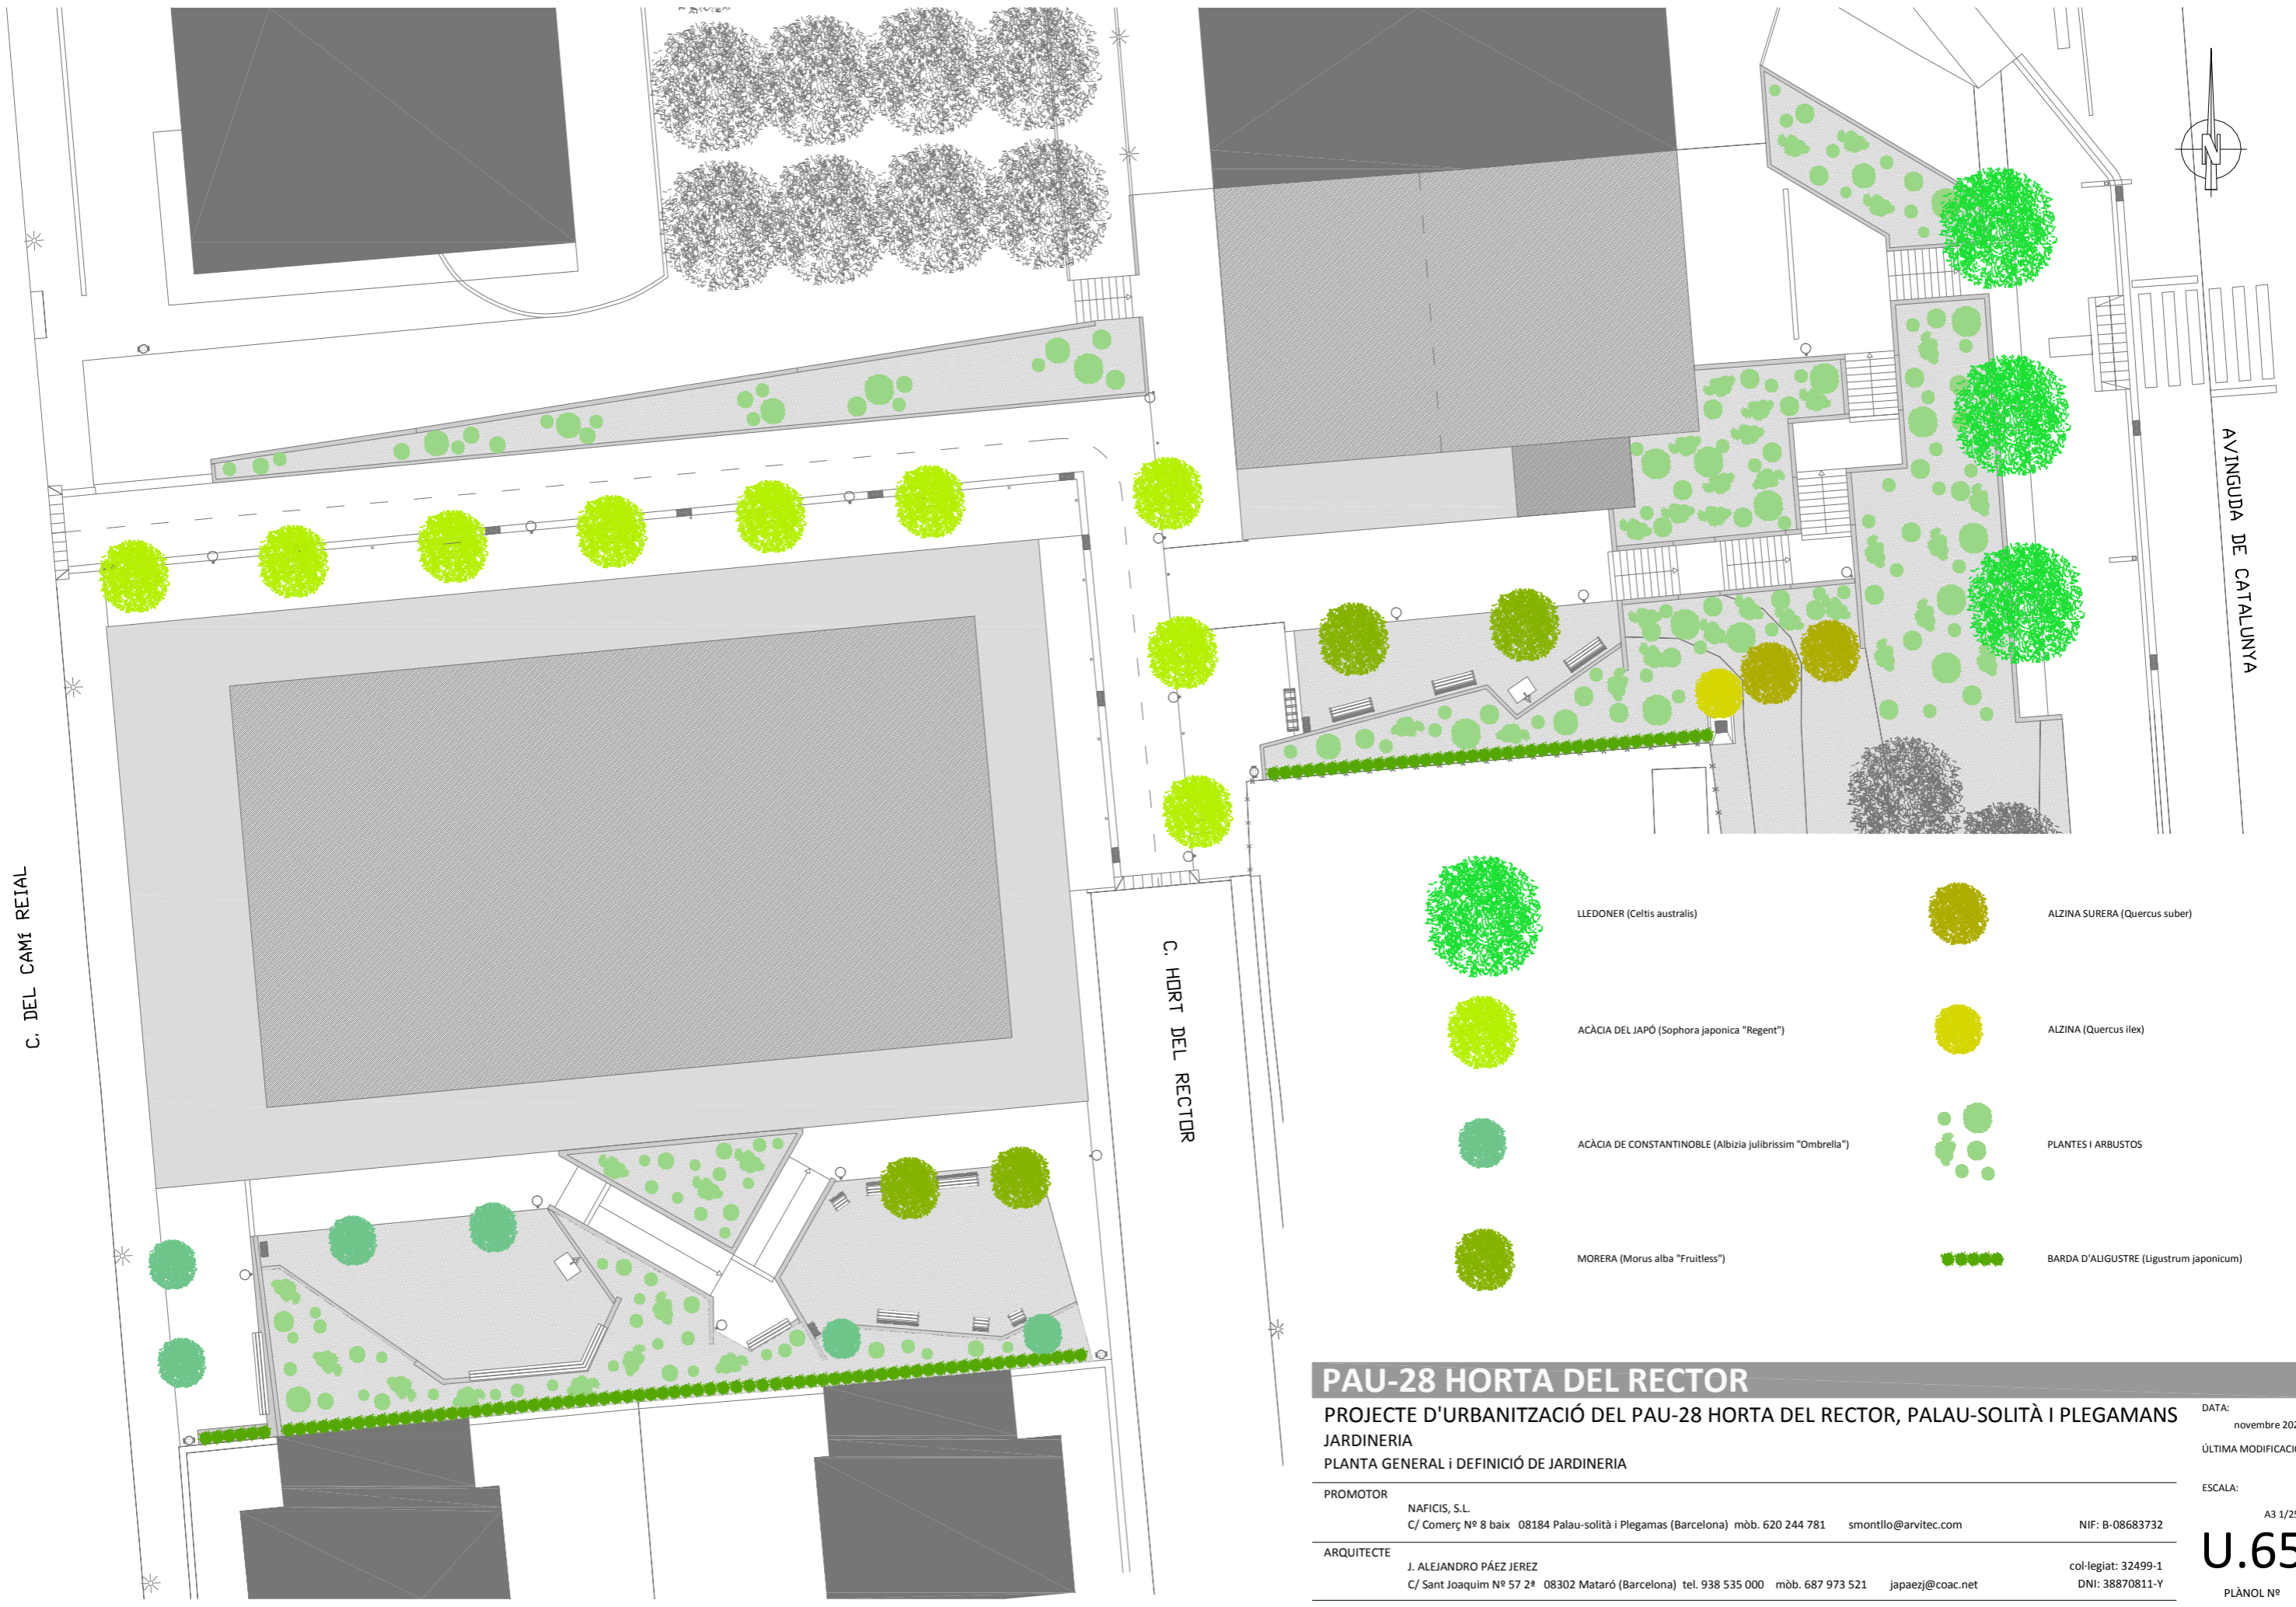 N
AVINGUDA DE CATALUNYA
C. DEL CAMÍ REIAL
C. HORT DEL RECTOR
LLEDONER (Celtis australis)
ALZINA SURERA (Quercus suber)
ACÀCIA DEL JAPÓ (Sophora japonica "Regent")
ALZINA (Quercus ilex)
ACÀCIA DE CONSTANTINOBLE (Albizia julibrissim "Ombrella")
PLANTES I ARBUSTOS
MORERA (Morus alba "Fruitless")
BARDA D'ALIGUSTRE (Ligustrum japonicum)
PAU-28 HORTA DEL RECTOR
PROJECTE D'URBANITZACIÓ DEL PAU-28 HORTA DEL RECTOR, PALAU-SOLITÀ I PLEGAMANS
JARDINERIA
PLANTA GENERAL i DEFINICIÓ DE JARDINERIA
DATA:
novembre 202
ÚLTIMA MODIFICACI
ESCALA:
A3 1/25
U.65
PLÀNOL Nº
PROMOTOR
NAFICIS, S.L.
C/ Comerç Nº 8 baix 08184 Palau-solità i Plegamas (Barcelona) mòb. 620 244 781 smontllo@arvitec.com NIF: B-08683732
ARQUITECTE
J. ALEJANDRO PÁEZ JEREZ col·legiat: 32499-1
C/ Sant Joaquim Nº 57 2ª 08302 Mataró (Barcelona) tel. 938 535 000 mòb. 687 973 521 japaezj@coac.net DNI: 38870811-Y